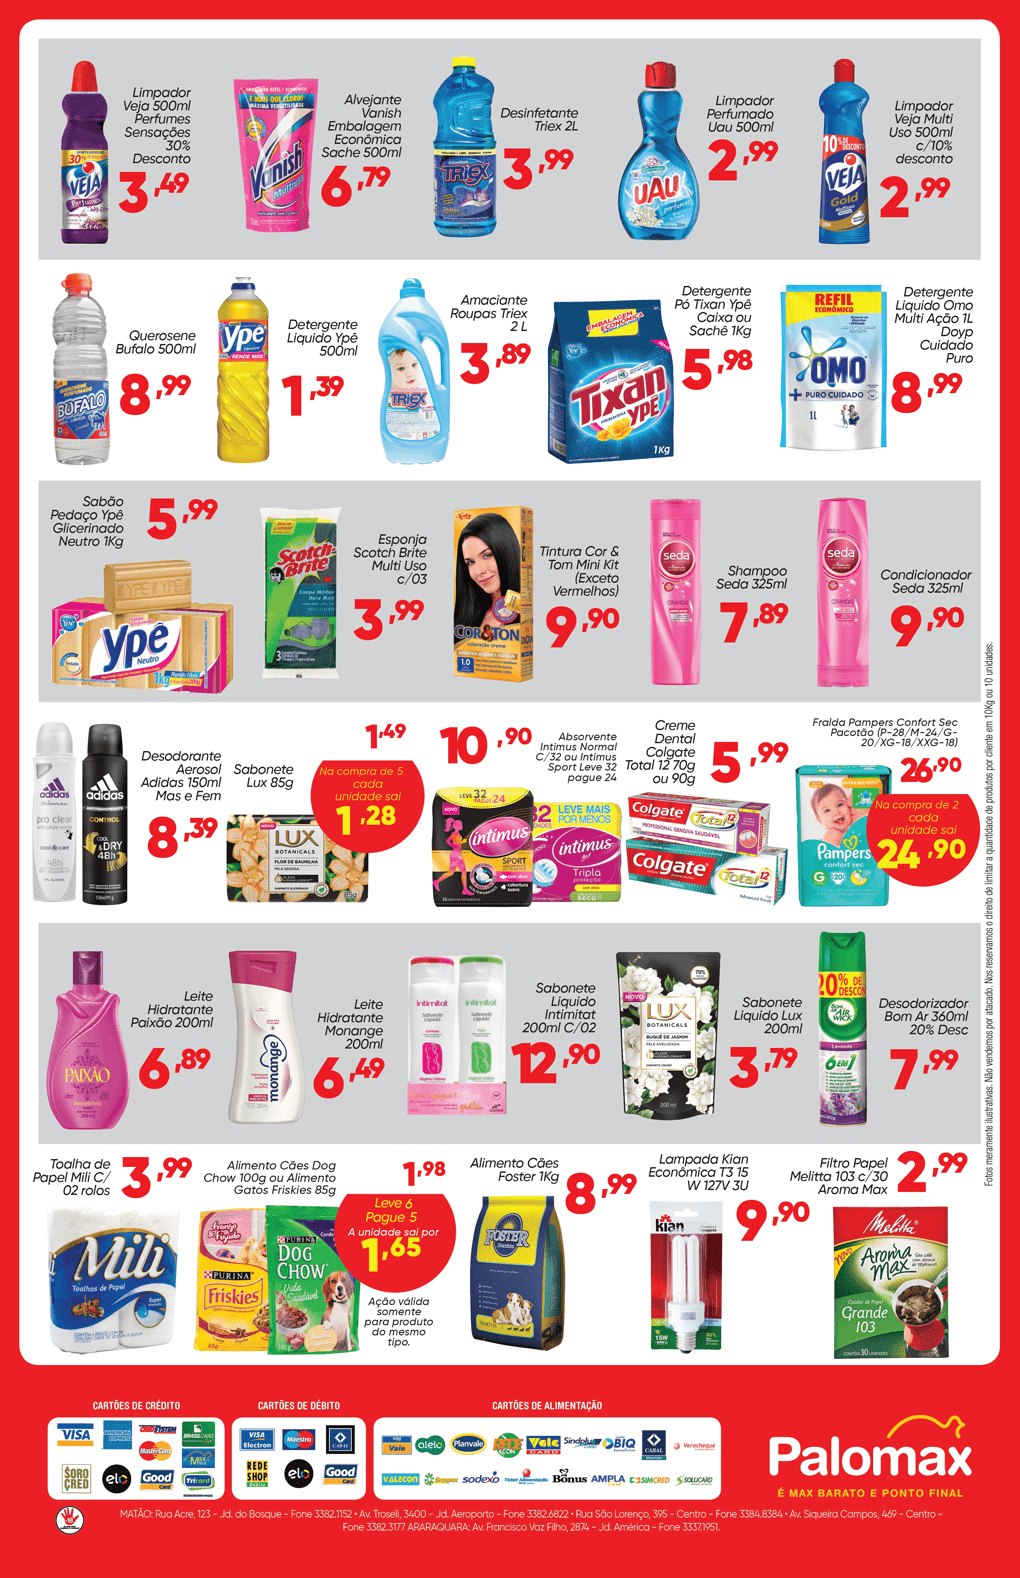 Limpador
Veja 500ml
Perfumes
Sensações
30%
Desconto
3,49
Alvejante
Vanish
Embalagem
Econômica
Sache 500ml
6,79
Desinfetante
Triex 2L
3,99
Limpador
Perfumado
Uau 500ml
2,99
Limpador
Veja Multi
Uso 500ml
c/10%
desconto
2,99
Querosene
Bufalo 500ml
8,99
Detergente
Liquido Ypê
500ml
1,39
Amaciante
Roupas Triex
2 L
3,89
Detergente
Pó Tixan Ypê
Caixa ou
Sachê 1Kg
5,98
Detergente
Liquido Omo
Multi Ação 1L
Doyp
Cuidado
Puro
8,99
Sabão
Pedaço Ypê
Glicerinado
Neutro 1Kg
5,99
Esponja
Scotch Brite
Multi Uso
c/03
3,99
Tintura Cor &
Tom Mini Kit
(Exceto
Vermelhos)
9,90
Shampoo
Seda 325ml
7,89
Condicionador
Seda 325ml
9,90
Desodorante
Aerosol
Adidas 150ml
Mas e Fem
8,39
Sabonete
Lux 85g
1,49
Na compra de 5
cada
unidade sai
1,28
10,90
Absorvente
Intimus Normal
C/32 ou Intimus
Sport Leve 32
pague 24
Creme
Dental
Colgate
Total 12 70g
ou 90g
5,99
Fralda Pampers Confort Sec
Pacotão (P-28/M-24/G-
20/XG-18/XXG-18)
26,90
Na compra de 2
cada
unidade sai
24,90
Leite
Hidratante
Paixão 200ml
6,89
Leite
Hidratante
Monange
200ml
6,49
Sabonete
Liquido
Intimitat
200ml C/02
12,90
Sabonete
Liquido Lux
200ml
3,79
Desodorizador
Bom Ar 360ml
20% Desc
7,99
Toalha de
Papel Mili C/
02 rolos
3,99
Alimento Cães Dog
Chow 100g ou Alimento
Gatos Friskies 85g
1,98
Leve 6
Pague 5
A unidade sai por
1,65
Ação válida
somente
para produto
do mesmo
tipo.
Alimento Cães
Foster 1Kg
8,99
Lampada Kian
Econômica T3 15
W 127V 3U
9,90
Filtro Papel
Melitta 103 c/30
Aroma Max
2,99
Fotos meramente ilustrativas. Não vendemos por atacado. Nos reservamos o direito de limitar a quantidade de produtos por cliente em 10Kg ou 10 unidades.
CARTÕES DE CRÉDITO
CARTÕES DE DÉBITO
CARTÕES DE ALIMENTAÇÃO
Palomax
É MAX BARATO E PONTO FINAL
MATÃO: Rua Acre, 123 - Jd. do Bosque - Fone 3382.1152 • Av. Troseli, 3400 - Jd. Aeroporto - Fone 3382.6822 • Rua São Lorenço, 395 - Centro - Fone 3384.8384 • Av. Siqueira Campos, 469 - Centro -
Fone 3382.3177 ARARAQUARA: Av. Francisco Vaz Filho, 2874 - Jd. América - Fone 3337.1951.